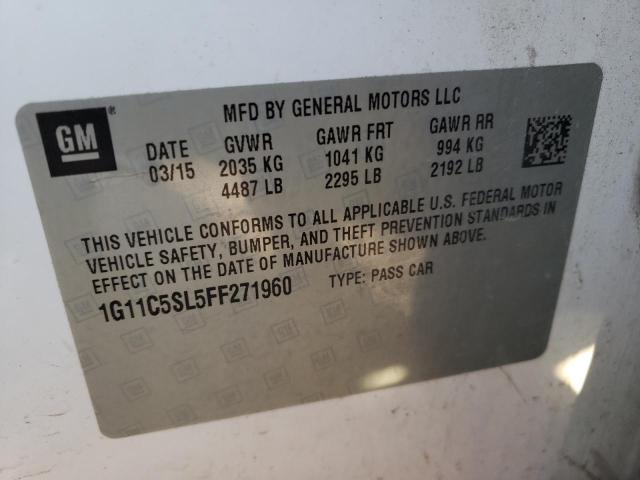 GM
MFD BY GENERAL MOTORS LLC
DATE GVWR GAWR FRT GAWR RR
03/15 2035 KG 1041 KG 994 KG
4487 LB 2295 LB 2192 LB
THIS VEHICLE CONFORMS TO ALL APPLICABLE U.S. FEDERAL MOTOR
VEHICLE SAFETY, BUMPER, AND THEFT PREVENTION STANDARDS IN
EFFECT ON THE DATE OF MANUFACTURE SHOWN ABOVE.
1G11C5SL5FF271960 TYPE: PASS CAR